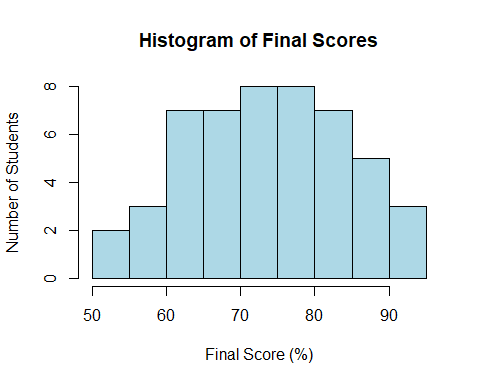 Histogram of Final Scores
Number of Students
8
6
4
2
0
50 60 70 80 90
Final Score (%)